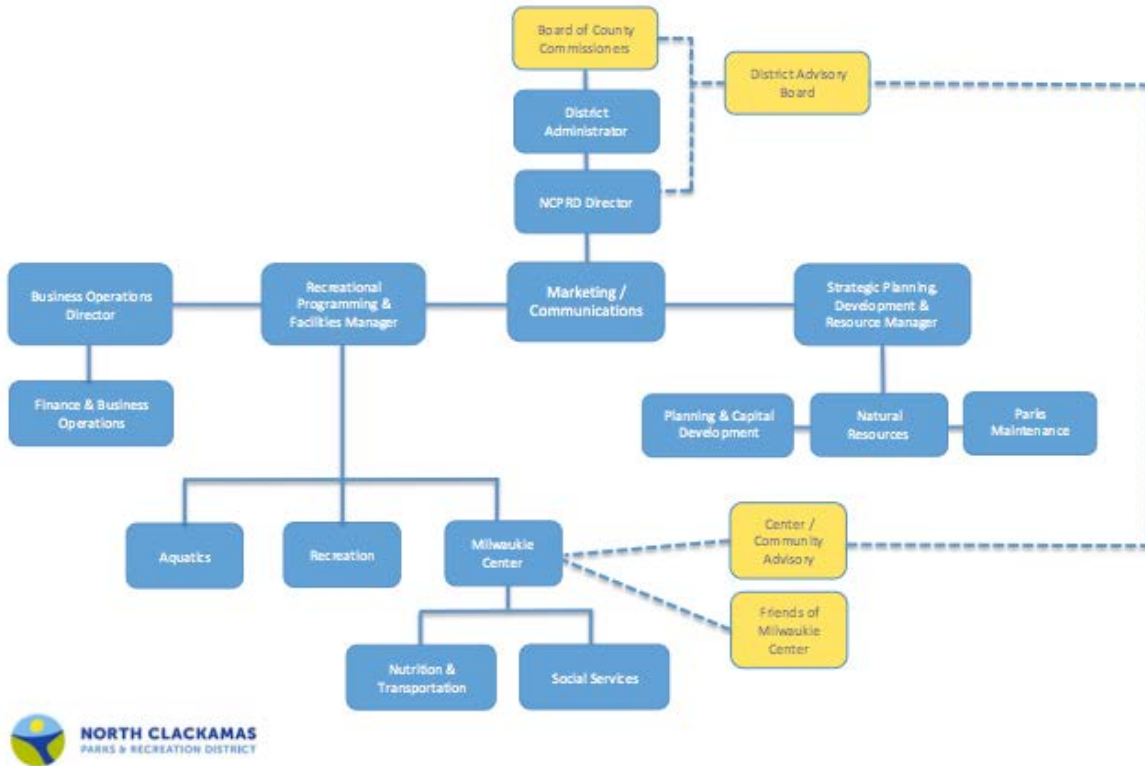 Board of County
Commissioners
District Advisory
Board
District
Administrator
NCPRD Director
Business Operations
Director
Recreational
Programming &
Facilities Manager
Marketing /
Communications
Strategic Planning,
Development &
Resource Manager
Finance & Business
Operations
Planning & Capital
Development
Natural
Resources
Parks
Maintenance
Aquatics
Recreation
Milwaukie
Center
Center /
Community
Advisory
Friends of
Milwaukie
Center
Nutrition &
Transportation
Social Services
NORTH CLACKAMAS
PARKS & RECREATION DISTRICT